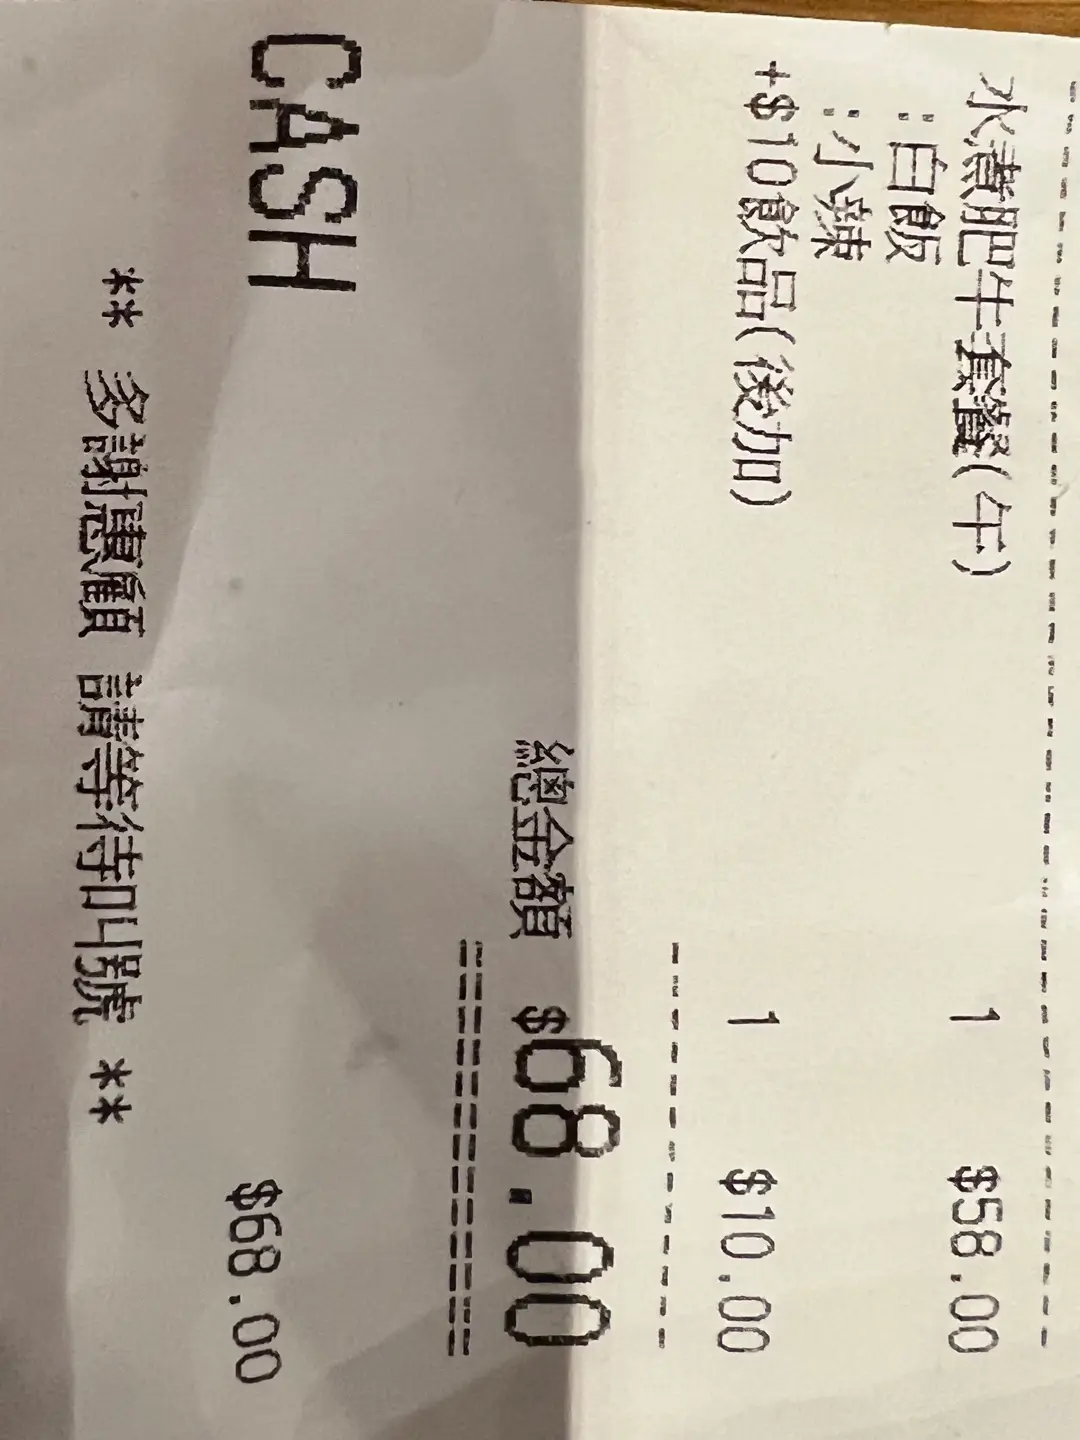 水煮肥牛套餐(午) 1 $58.00
:白飯
:小辣
+$10飲品(後加) 1 $10.00
總金額 $68.00
CASH $68.00
** 多謝惠顧 請等待叫號 **